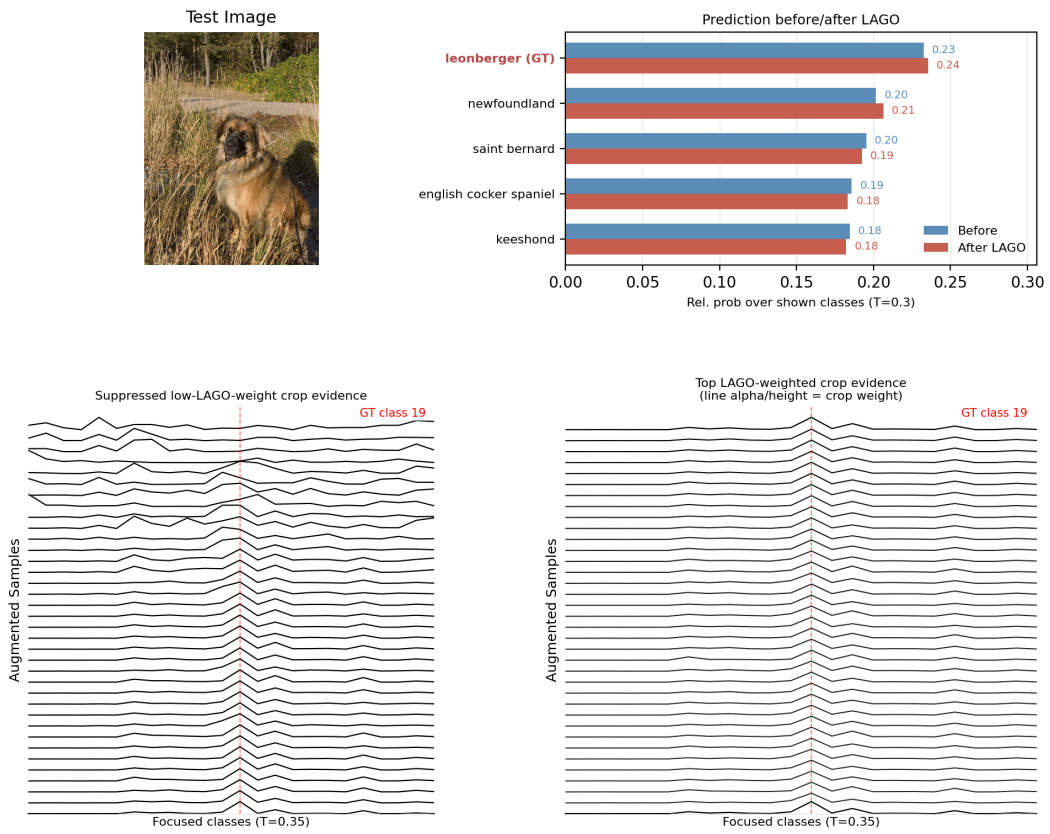 Test Image
Prediction before/after LAGO
leonberger (GT)
0.23
0.24
newfoundland
0.20
0.21
saint bernard
0.20
0.19
english cocker spaniel
0.19
0.18
keeshond
0.18
0.18
Before
After LAGO
0.00 0.05 0.10 0.15 0.20 0.25 0.30
Rel. prob over shown classes (T=0.3)
Suppressed low-LAGO-weight crop evidence
GT class 19
Augmented Samples
Focused classes (T=0.35)
Top LAGO-weighted crop evidence
(line alpha/height = crop weight)
GT class 19
Augmented Samples
Focused classes (T=0.35)